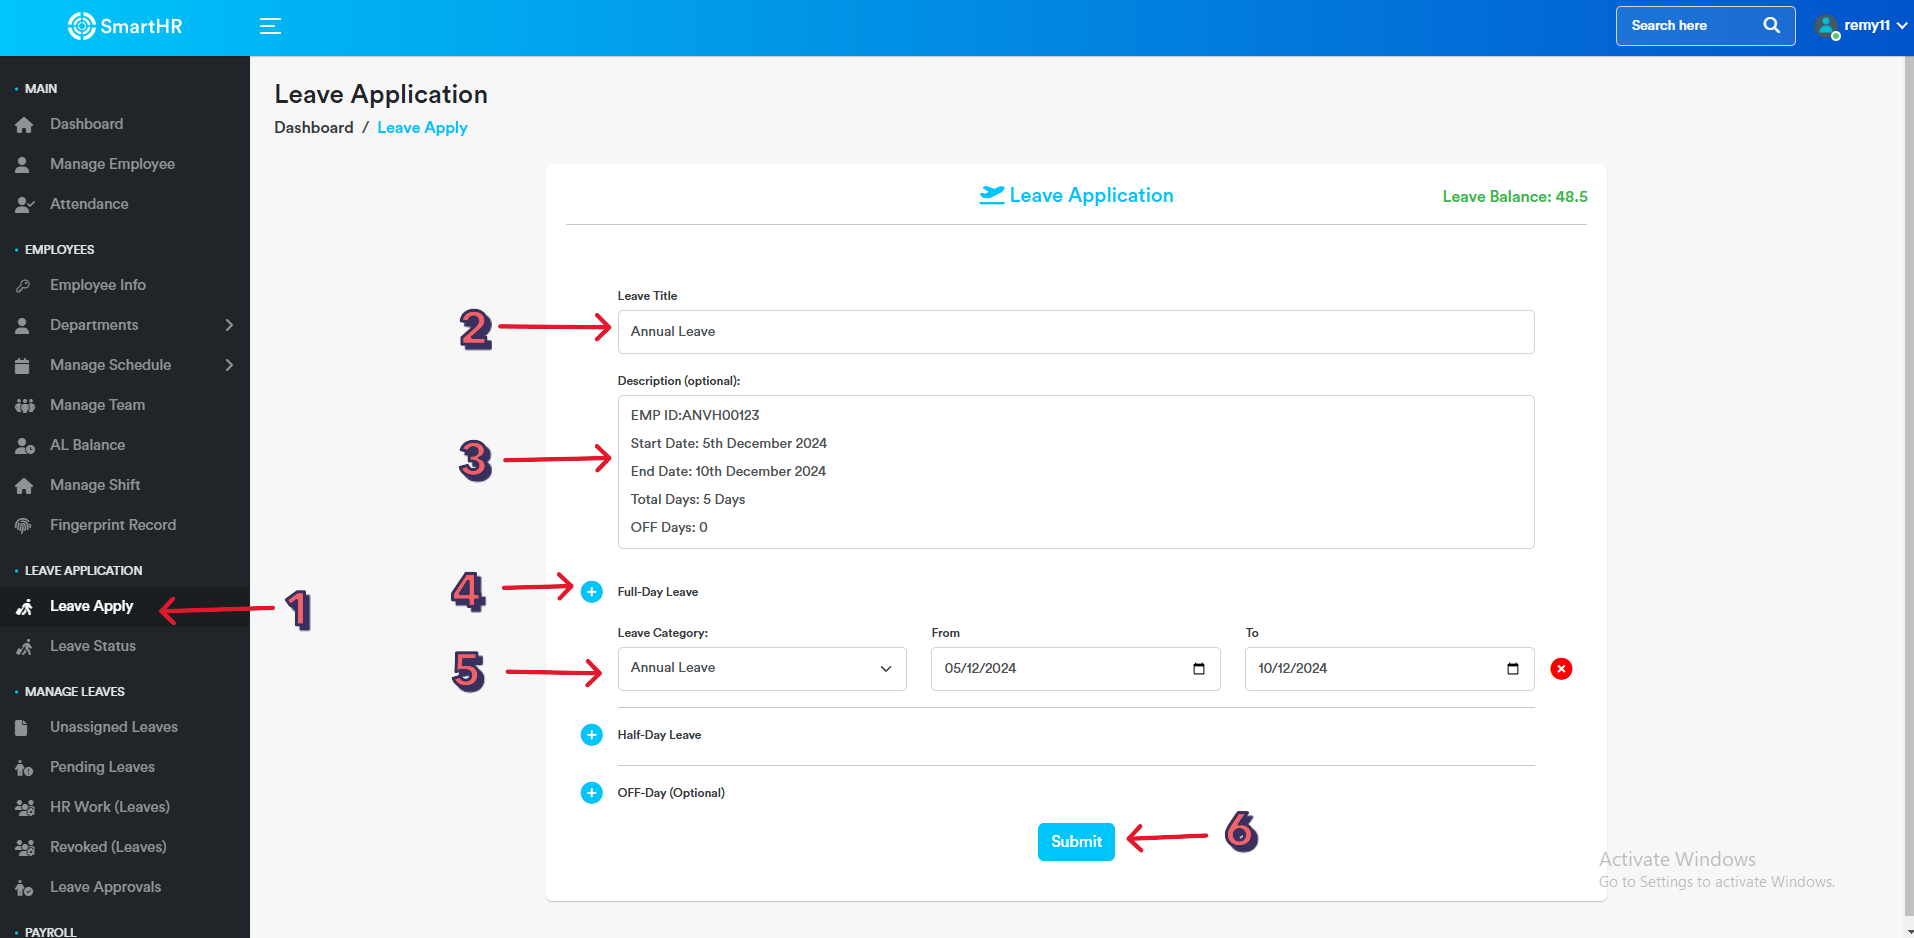 SmartHR
Search here
remy11
MAIN
Dashboard
Manage Employee
Attendance
EMPLOYEES
Employee Info
Departments
Manage Schedule
Manage Team
AL Balance
Manage Shift
Fingerprint Record
LEAVE APPLICATION
Leave Apply
Leave Status
MANAGE LEAVES
Unassigned Leaves
Pending Leaves
HR Work (Leaves)
Revoked (Leaves)
Leave Approvals
PAYROLL
Leave Application
Dashboard / Leave Apply
Leave Application
Leave Balance: 48.5
1
2
Leave Title
Annual Leave
3
Description (optional):
EMP ID:ANVH00123
Start Date: 5th December 2024
End Date: 10th December 2024
Total Days: 5 Days
OFF Days: 0
4
Full-Day Leave
5
Leave Category: From To
Annual Leave 05/12/2024 10/12/2024
Half-Day Leave
OFF-Day (Optional)
Submit
6
Activate Windows
Go to Settings to activate Windows.